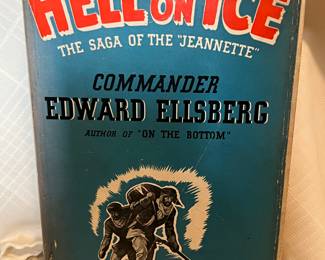 HELL ON ICE
THE SAGA OF THE "JEANNETTE"
COMMANDER
EDWARD ELLSBERG
AUTHOR OF "ON THE BOTTOM"